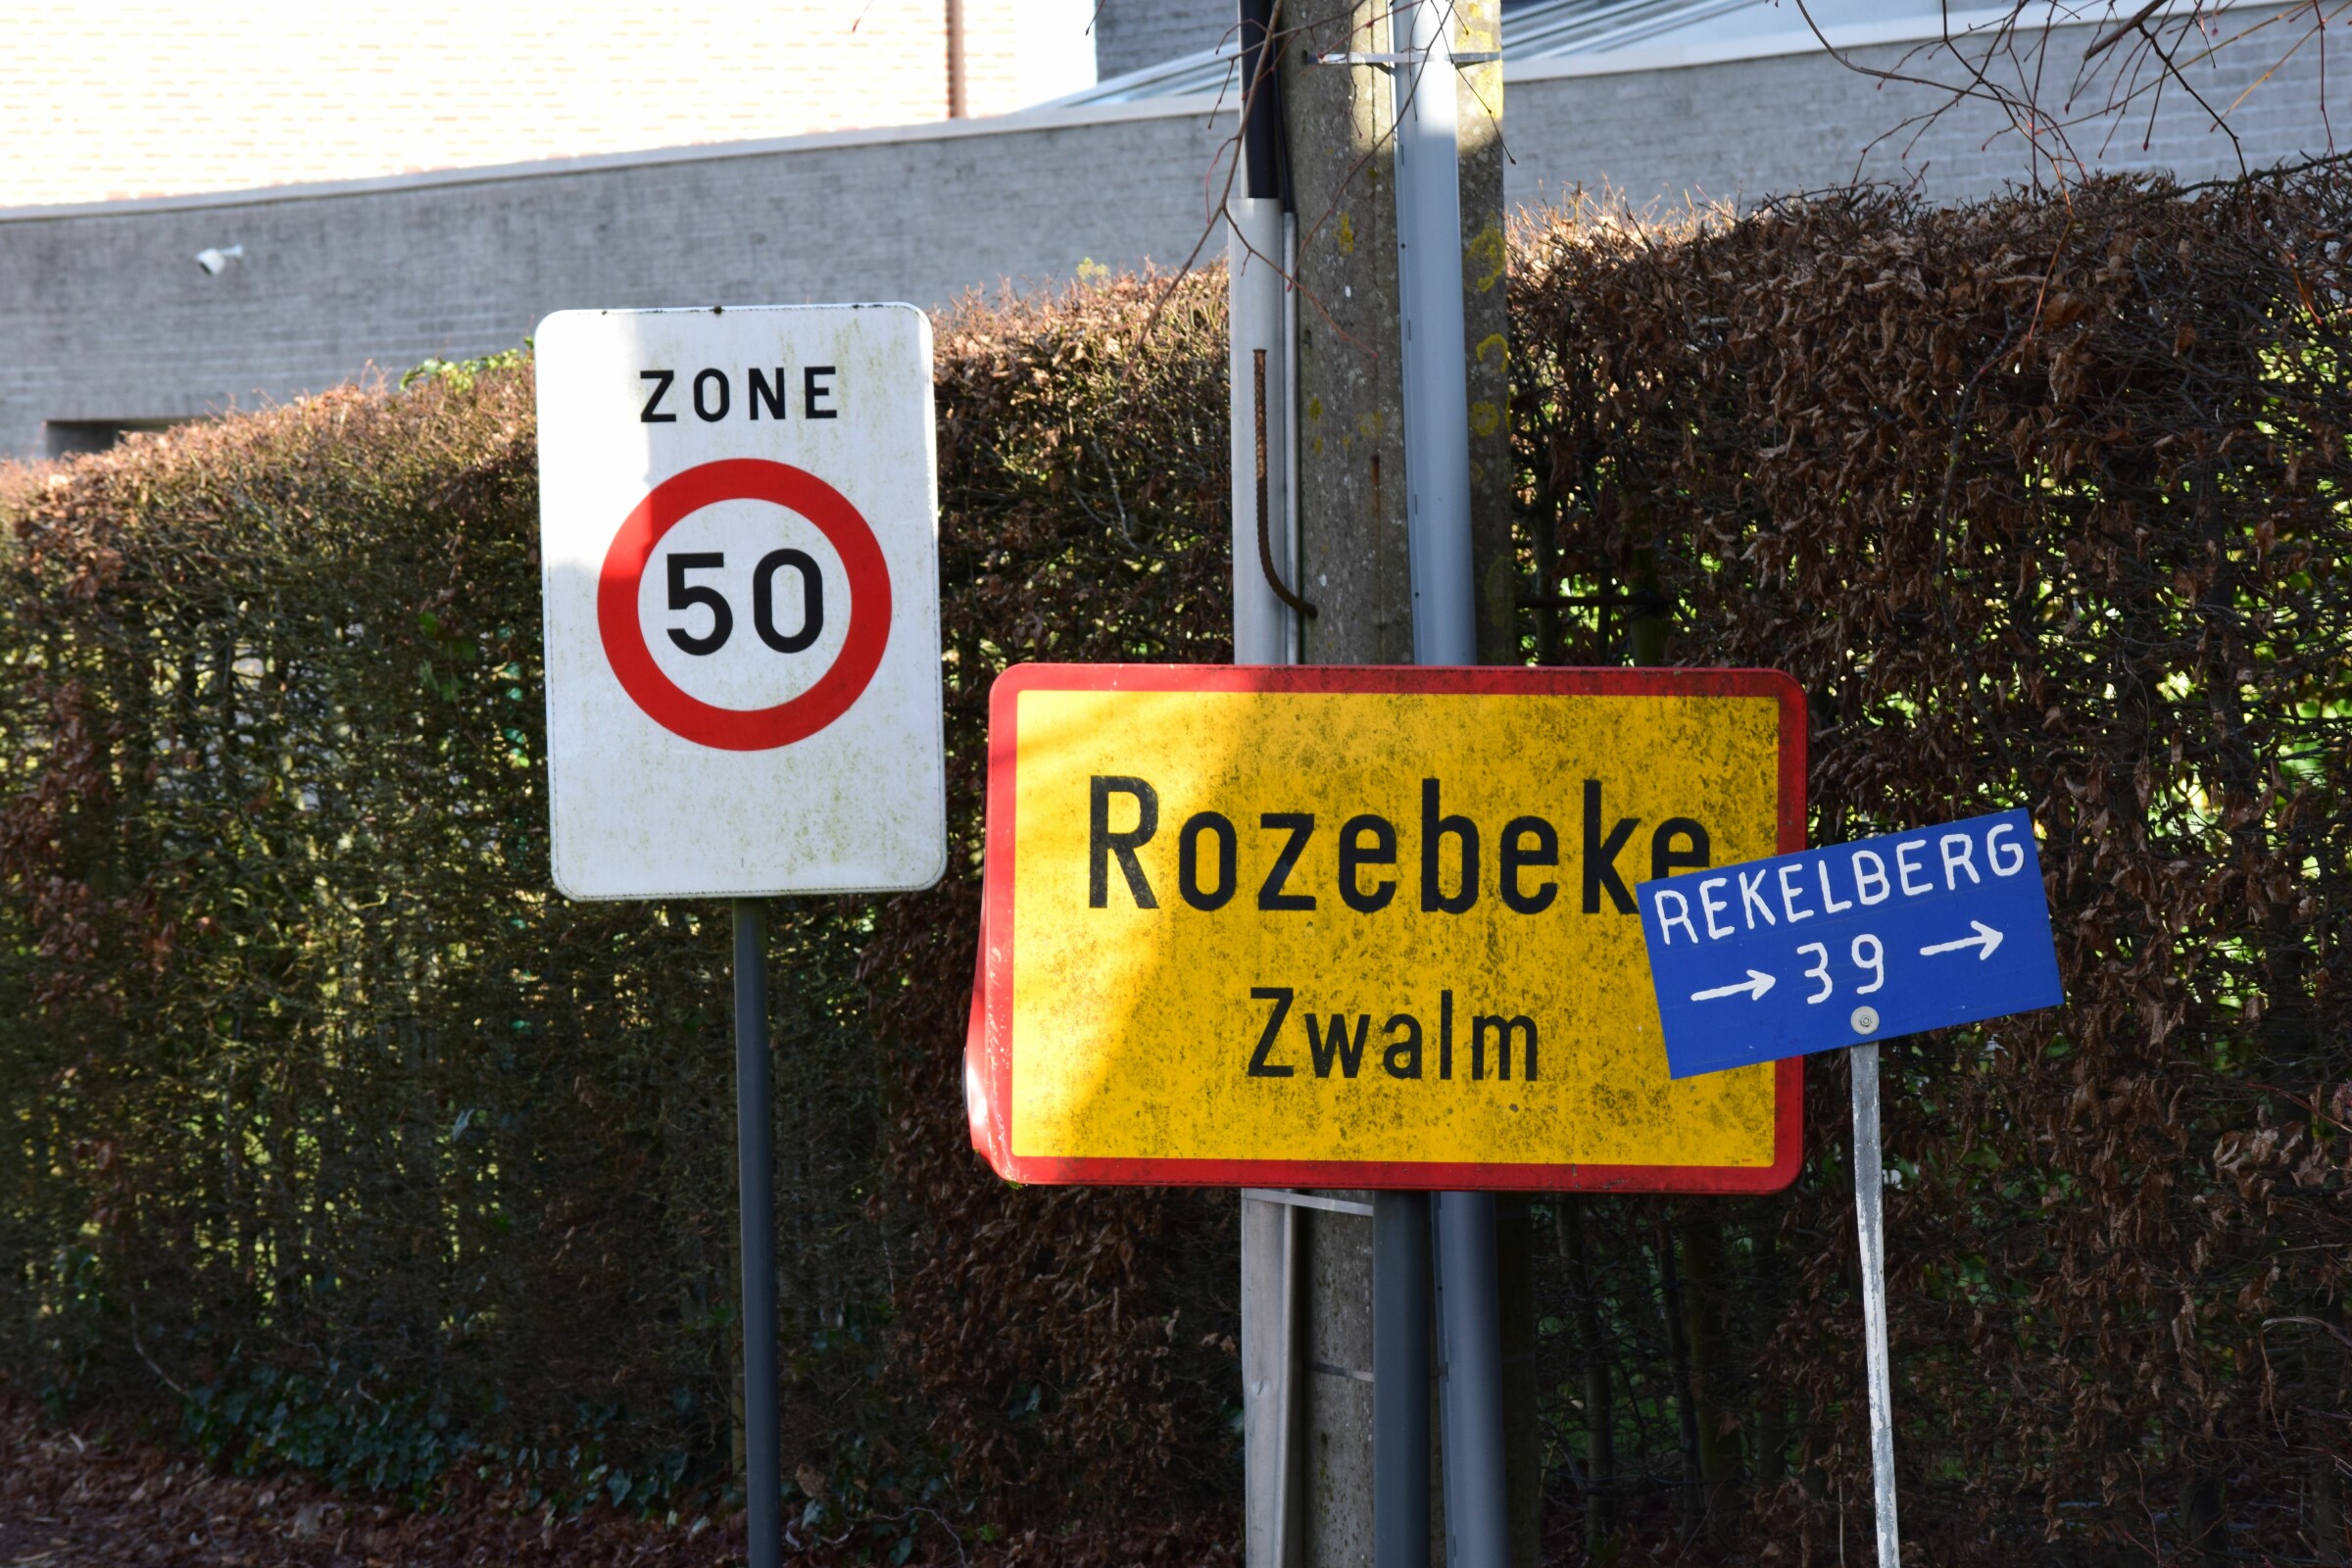 ZONE
50
Rozebeke
Zwalm
REKELBERG
→ 39 →